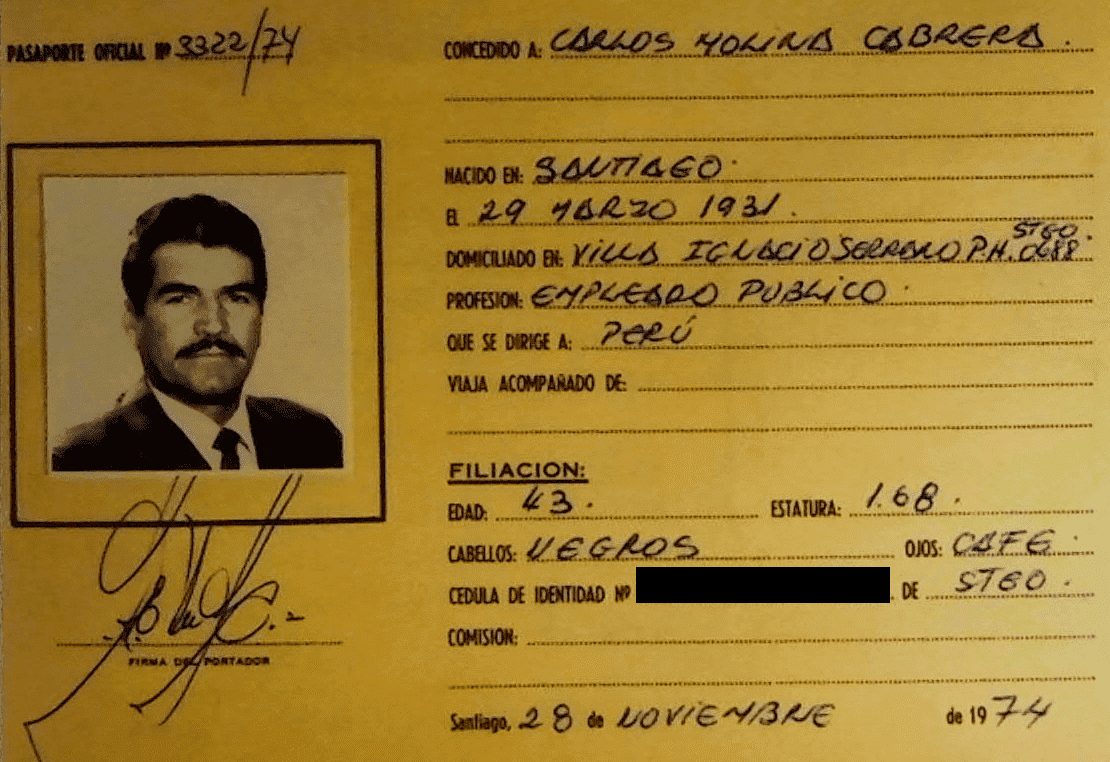 PASAPORTE OFICIAL Nº 3322/74
CONCEDIDO A: CARLOS MOLINA CABRERA.
NACIDO EN: SANTIAGO.
EL 29 MARZO 1931.
DOMICILIADO EN: VILLA IGNACIO SERRANO P.H. 0688 STGO.
PROFESION: EMPLEADO PUBLICO.
QUE SE DIRIGE A: PERÚ
VIAJA ACOMPAÑADO DE:
FILIACION:
EDAD: 43. ESTATURA: 1.68.
CABELLOS: NEGROS OJOS: CAFE.
CEDULA DE IDENTIDAD Nº DE STGO.
COMISION:
Santiago, 28 de NOVIEMBRE de 1974
FIRMA DEL PORTADOR